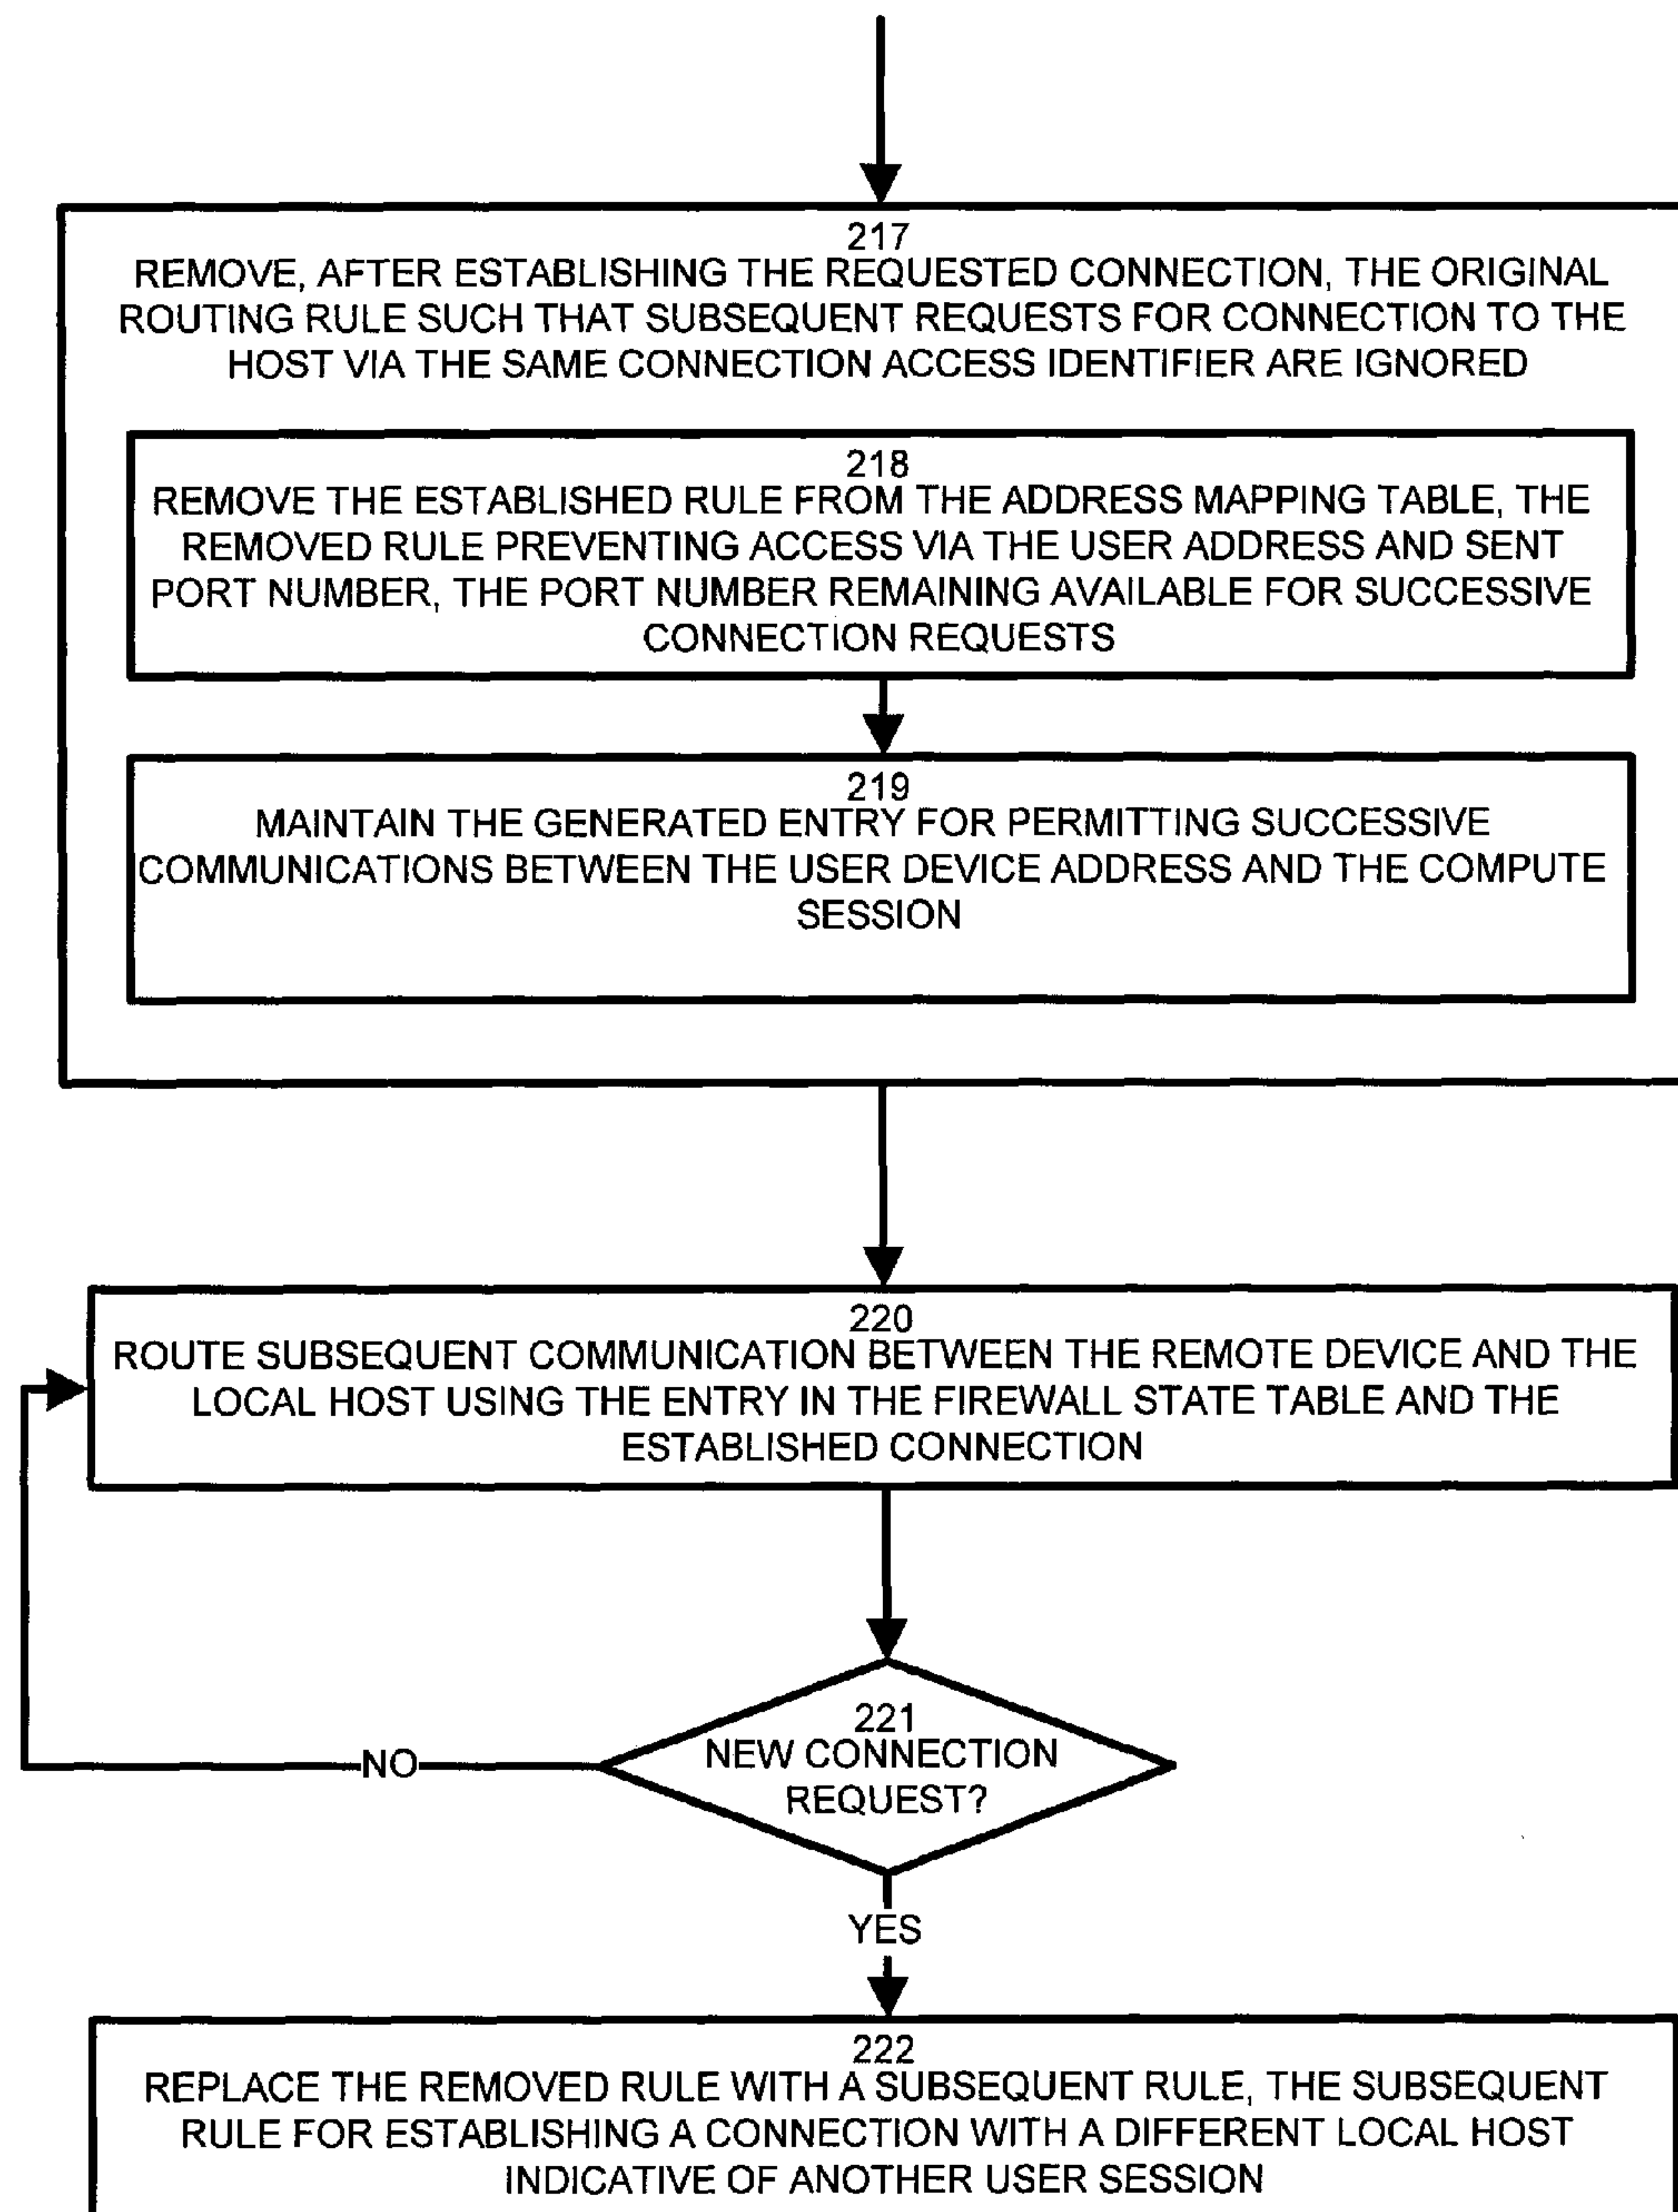 217
REMOVE, AFTER ESTABLISHING THE REQUESTED CONNECTION, THE ORIGINAL
ROUTING RULE SUCH THAT SUBSEQUENT REQUESTS FOR CONNECTION TO THE
HOST VIA THE SAME CONNECTION ACCESS IDENTIFIER ARE IGNORED
218
REMOVE THE ESTABLISHED RULE FROM THE ADDRESS MAPPING TABLE, THE
REMOVED RULE PREVENTING ACCESS VIA THE USER ADDRESS AND SENT
PORT NUMBER, THE PORT NUMBER REMAINING AVAILABLE FOR SUCCESSIVE
CONNECTION REQUESTS
219
MAINTAIN THE GENERATED ENTRY FOR PERMITTING SUCCESSIVE
COMMUNICATIONS BETWEEN THE USER DEVICE ADDRESS AND THE COMPUTE
SESSION
220
ROUTE SUBSEQUENT COMMUNICATION BETWEEN THE REMOTE DEVICE AND THE
LOCAL HOST USING THE ENTRY IN THE FIREWALL STATE TABLE AND THE
ESTABLISHED CONNECTION
221
NEW CONNECTION
REQUEST?
NO
YES
222
REPLACE THE REMOVED RULE WITH A SUBSEQUENT RULE, THE SUBSEQUENT
RULE FOR ESTABLISHING A CONNECTION WITH A DIFFERENT LOCAL HOST
INDICATIVE OF ANOTHER USER SESSION